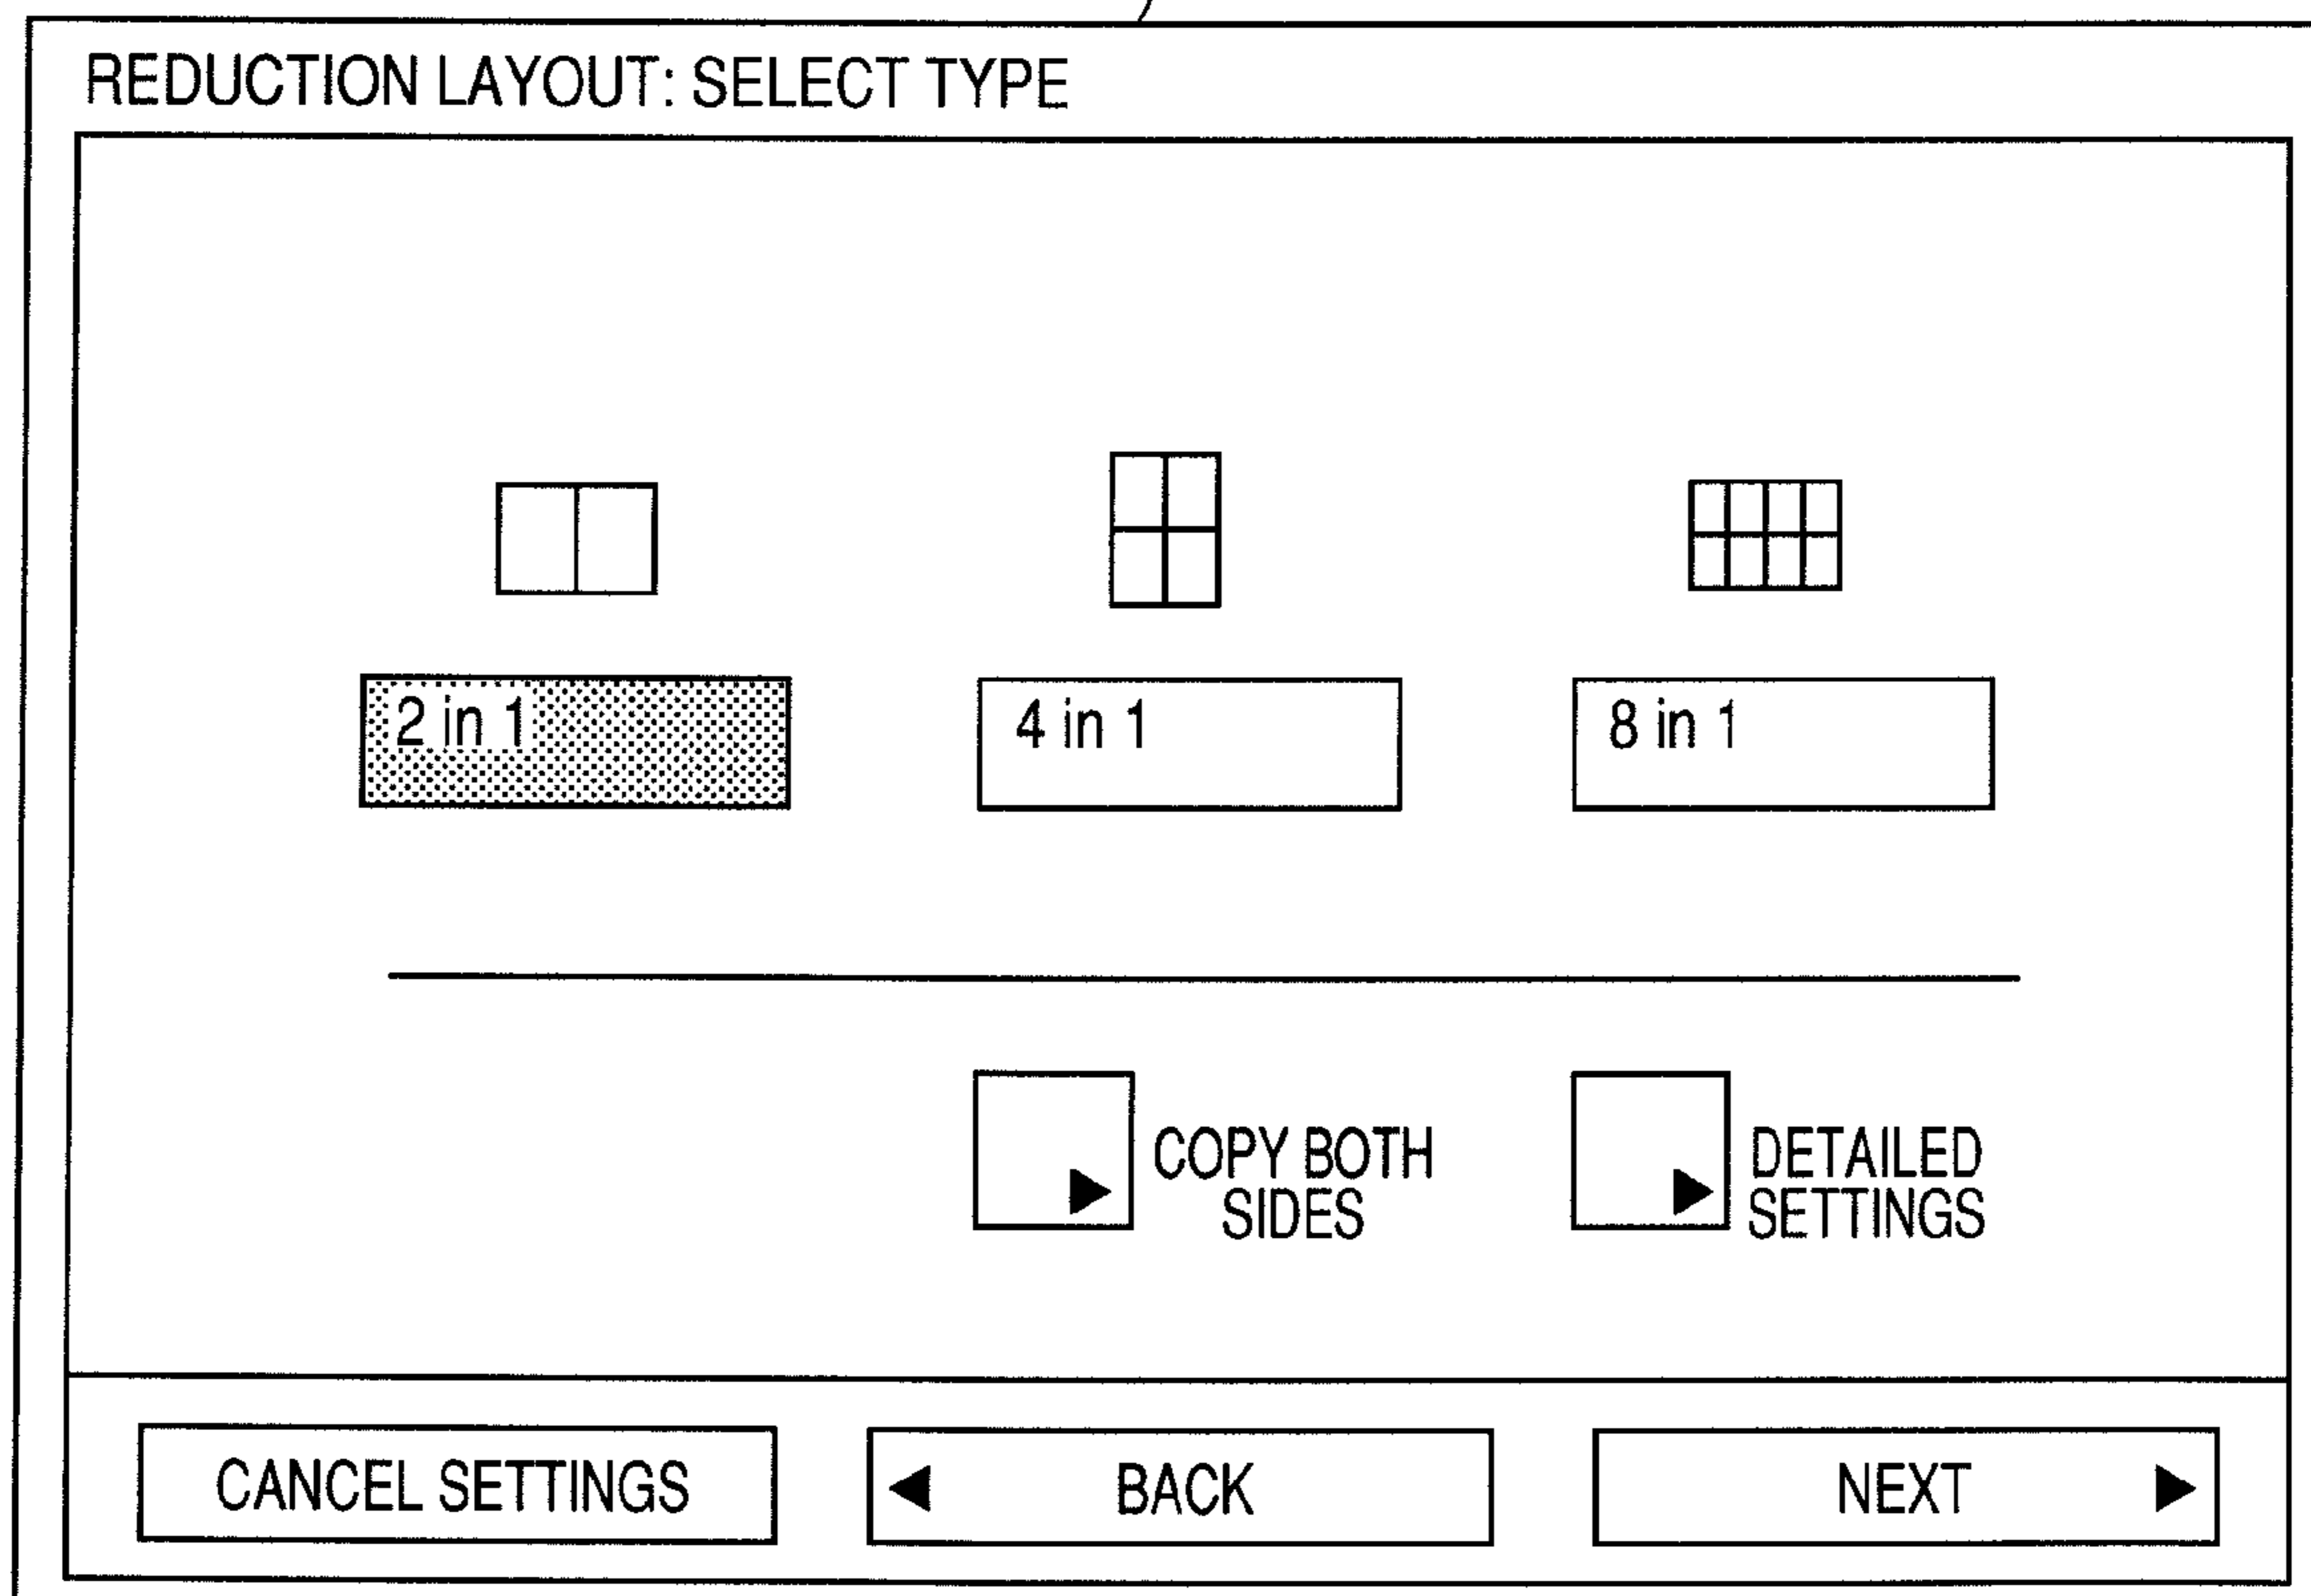 REDUCTION LAYOUT: SELECT TYPE
2 in 1
4 in 1
8 in 1
COPY BOTH
SIDES
DETAILED
SETTINGS
CANCEL SETTINGS
BACK
NEXT